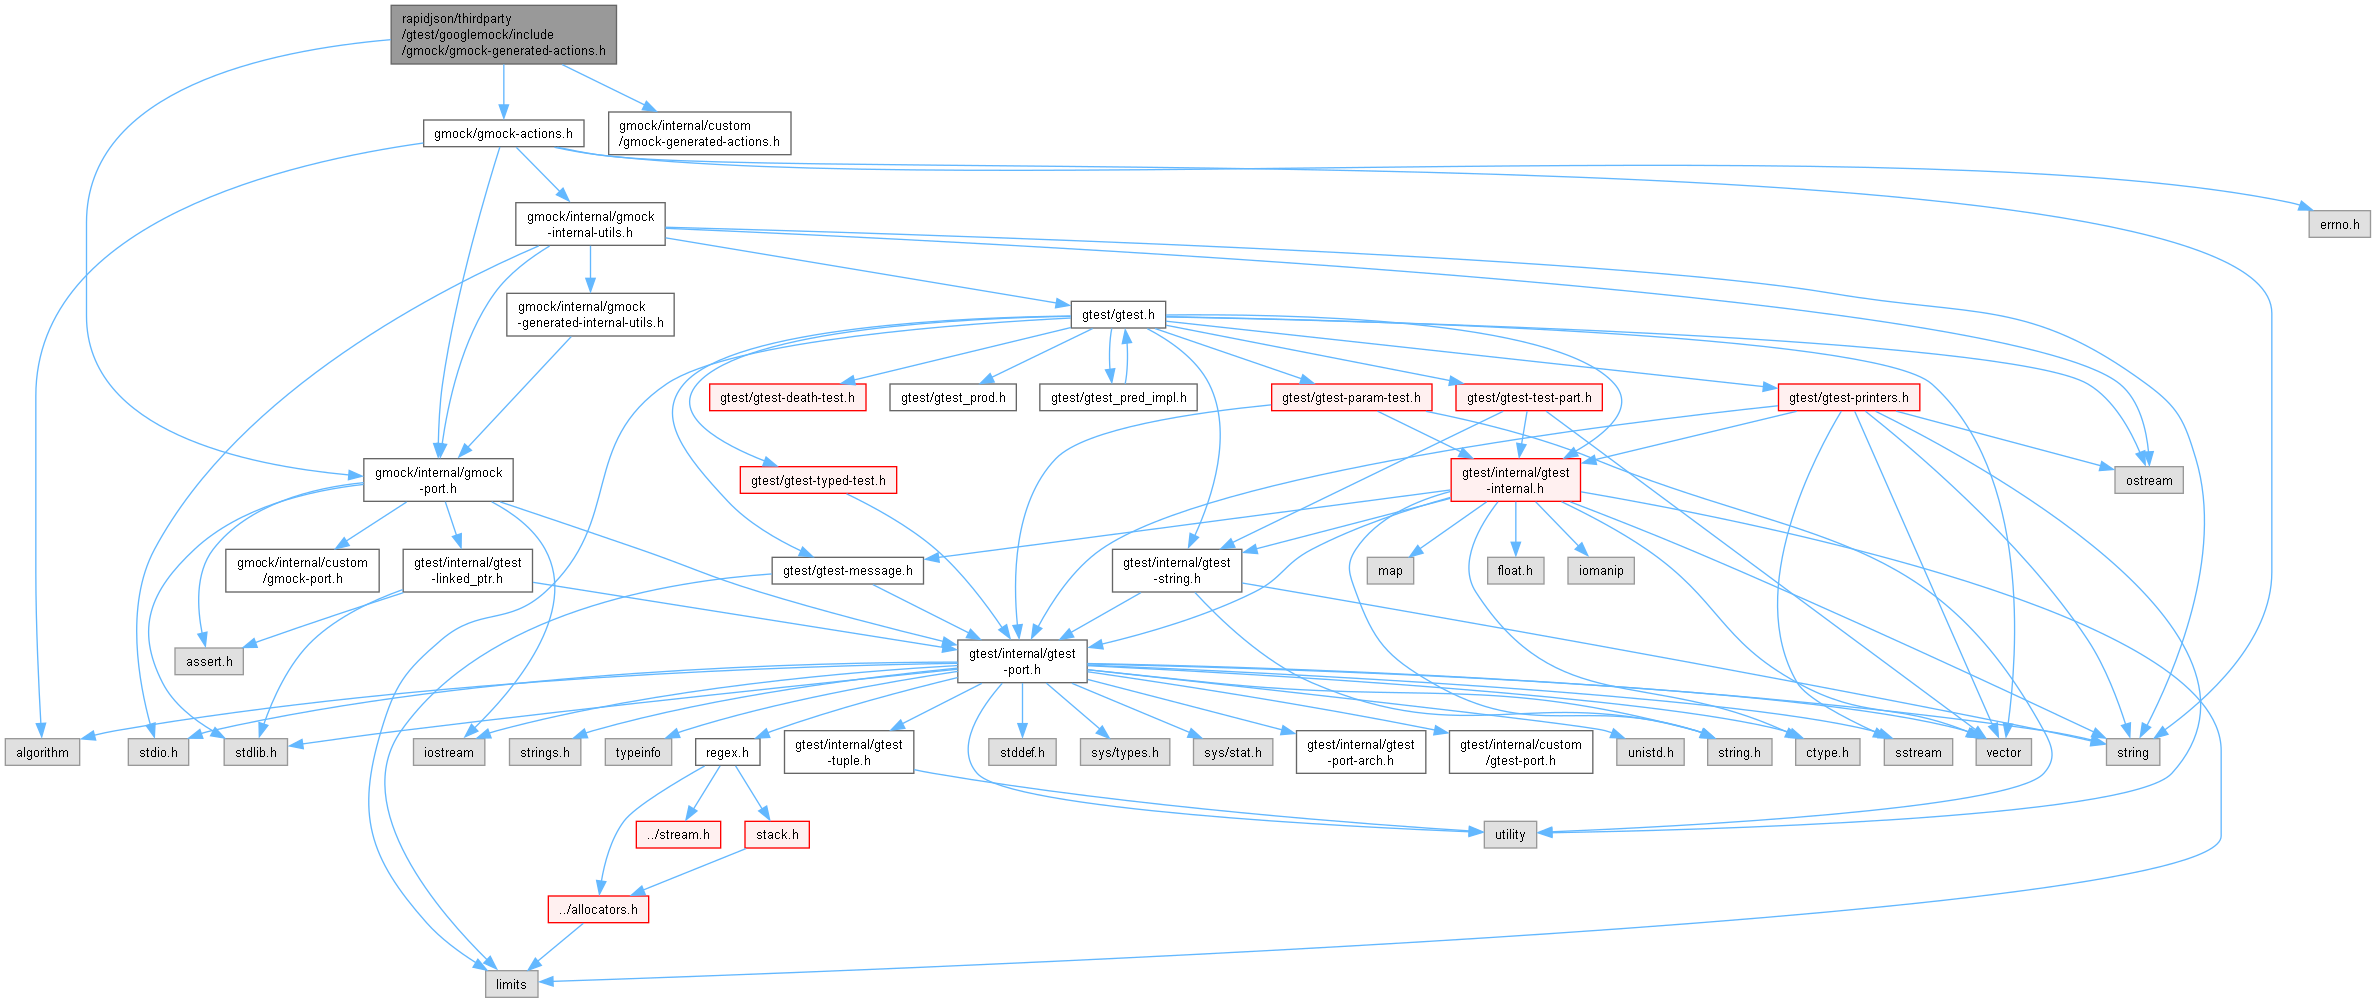 rapidjson/thirdparty
/gtest/googlemock/include
/gmock/gmock-generated-actions.h
gmock/gmock-actions.h
gmock/internal/custom
/gmock-generated-actions.h
gmock/internal/gmock
-internal-utils.h
errno.h
gmock/internal/gmock
-generated-internal-utils.h
gtest/gtest.h
gtest/gtest-death-test.h
gtest/gtest_prod.h
gtest/gtest_pred_impl.h
gtest/gtest-param-test.h
gtest/gtest-test-part.h
gtest/gtest-printers.h
gmock/internal/gmock
-port.h
gtest/gtest-typed-test.h
gtest/internal/gtest
-internal.h
ostream
gmock/internal/custom
/gmock-port.h
gtest/internal/gtest
-linked_ptr.h
gtest/gtest-message.h
gtest/internal/gtest
-string.h
map
float.h
iomanip
assert.h
gtest/internal/gtest
-port.h
algorithm
stdio.h
stdlib.h
iostream
strings.h
typeinfo
regex.h
gtest/internal/gtest
-tuple.h
stddef.h
sys/types.h
sys/stat.h
gtest/internal/gtest
-port-arch.h
gtest/internal/custom
/gtest-port.h
unistd.h
string.h
ctype.h
sstream
vector
string
../stream.h
stack.h
utility
../allocators.h
limits